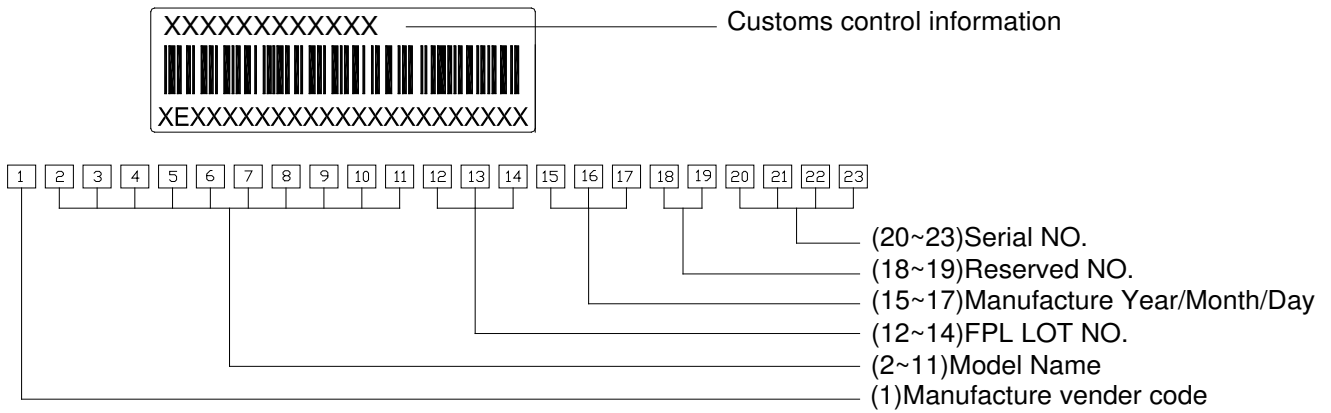 XXXXXXXXXXXX
Customs control information
XEXXXXXXXXXXXXXXXXXXXXX
1 2 3 4 5 6 7 8 9 10 11 12 13 14 15 16 17 18 19 20 21 22 23
(20~23)Serial NO.
(18~19)Reserved NO.
(15~17)Manufacture Year/Month/Day
(12~14)FPL LOT NO.
(2~11)Model Name
(1)Manufacture vender code